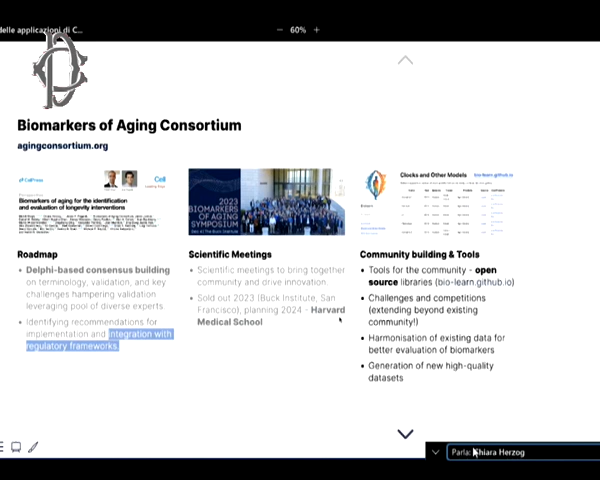 delle applicazioni di C...
− 60% +
Biomarkers of Aging Consortium
agingconsortium.org
CellPress
Cell
Biomarkers of aging for the identification
and evaluation of longevity interventions
2023
BIOMARKERS
OF AGING
SYMPOSIUM
Clocks and Other Models
bio-learn.github.io
Roadmap
• Delphi-based consensus building
on terminology, validation, and key
challenges hampering validation
leveraging pool of diverse experts
• Identifying recommendations for
implementation and integration with
regulatory frameworks.
Scientific Meetings
• Scientific meetings to bring together
community and drive innovation.
• Sold out 2023 (Buck Institute, San
Francisco), planning 2024 - Harvard
Medical School
Community building & Tools
• Tools for the community - open
source libraries (bio-learn.github.io)
• Challenges and competitions
(extending beyond existing
community!)
• Harmonisation of existing data for
better evaluation of biomarkers
• Generation of new high-quality
datasets
Parla: Chiara Herzog